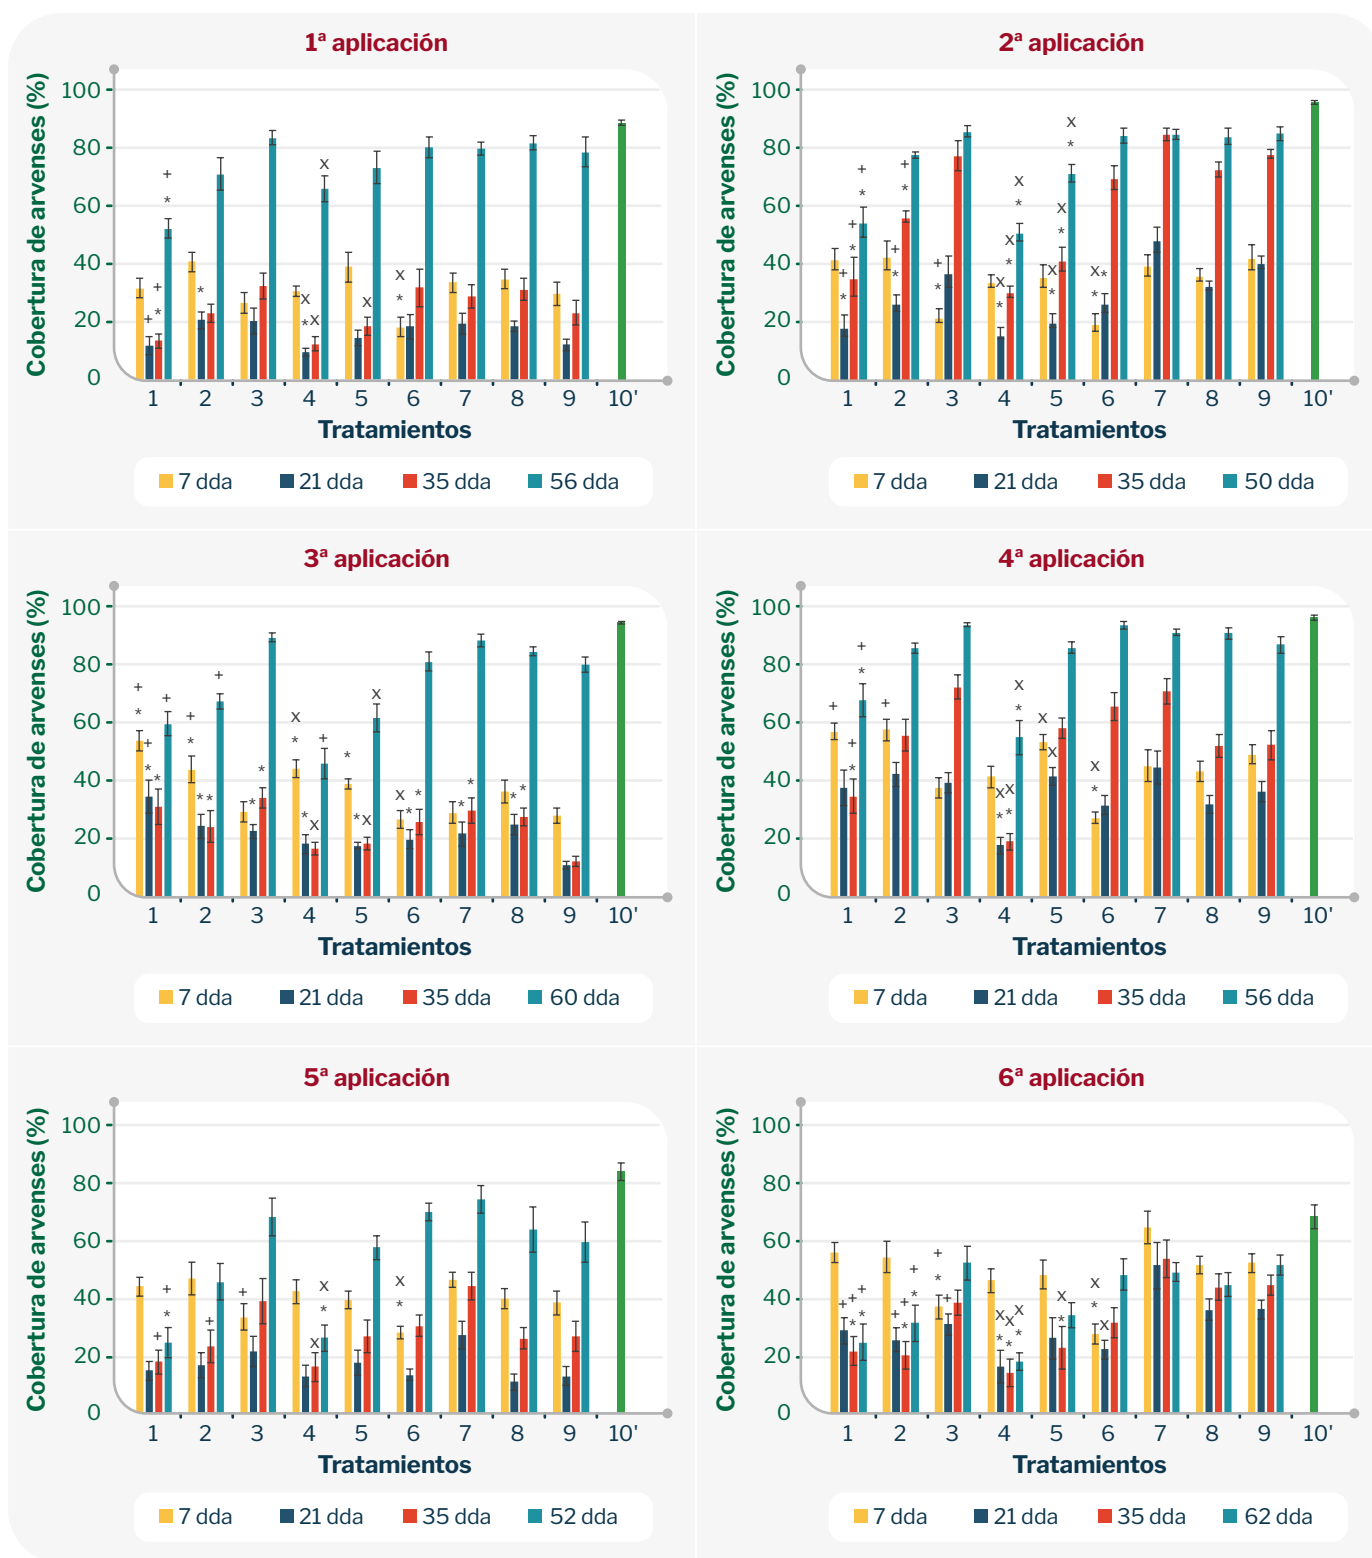 1ª aplicación
Cobertura de arvenses (%)
100
80
60
40
20
0
1 2 3 4 5 6 7 8 9 10'
Tratamientos
7 dda 21 dda 35 dda 56 dda
2ª aplicación
Cobertura de arvenses (%)
100
80
60
40
20
0
1 2 3 4 5 6 7 8 9 10'
Tratamientos
7 dda 21 dda 35 dda 50 dda
3ª aplicación
Cobertura de arvenses (%)
100
80
60
40
20
0
1 2 3 4 5 6 7 8 9 10'
Tratamientos
7 dda 21 dda 35 dda 60 dda
4ª aplicación
Cobertura de arvenses (%)
100
80
60
40
20
0
1 2 3 4 5 6 7 8 9 10'
Tratamientos
7 dda 21 dda 35 dda 56 dda
5ª aplicación
Cobertura de arvenses (%)
100
80
60
40
20
0
1 2 3 4 5 6 7 8 9 10'
Tratamientos
7 dda 21 dda 35 dda 52 dda
6ª aplicación
Cobertura de arvenses (%)
100
80
60
40
20
0
1 2 3 4 5 6 7 8 9 10'
Tratamientos
7 dda 21 dda 35 dda 62 dda